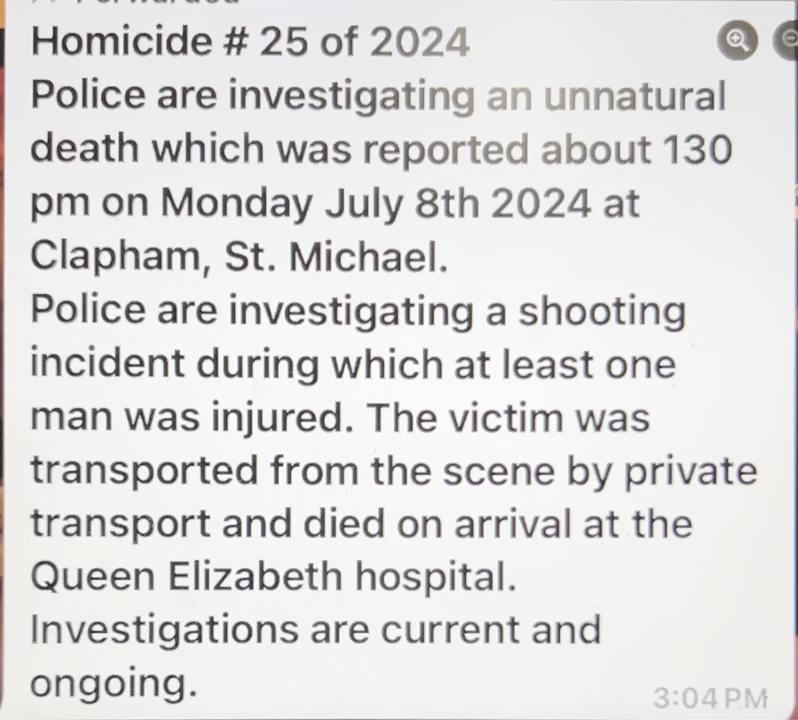 Homicide # 25 of 2024
Police are investigating an unnatural
death which was reported about 130
pm on Monday July 8th 2024 at
Clapham, St. Michael.
Police are investigating a shooting
incident during which at least one
man was injured. The victim was
transported from the scene by private
transport and died on arrival at the
Queen Elizabeth hospital.
Investigations are current and
ongoing.
3:04 PM